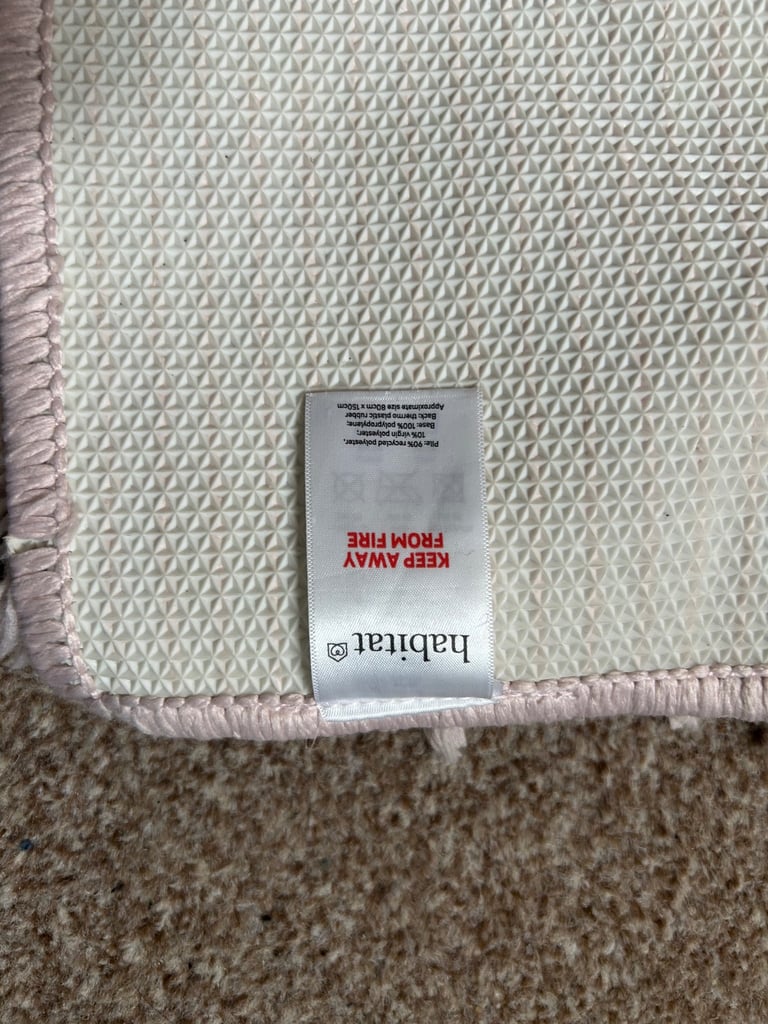 habitat
KEEP AWAY
FROM FIRE
Pile: 90% recycled polyester,
10% virgin polyester;
Base: 100% polypropylene;
Back: thermo plastic rubber
Approximate size 80cm x 150cm